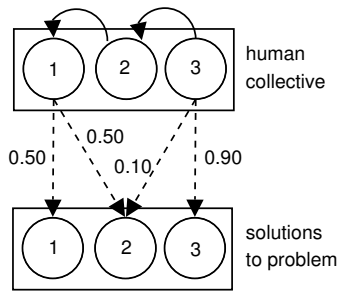 1 2 3
human
collective
0.50
0.50 0.10 0.90
1 2 3
solutions
to problem